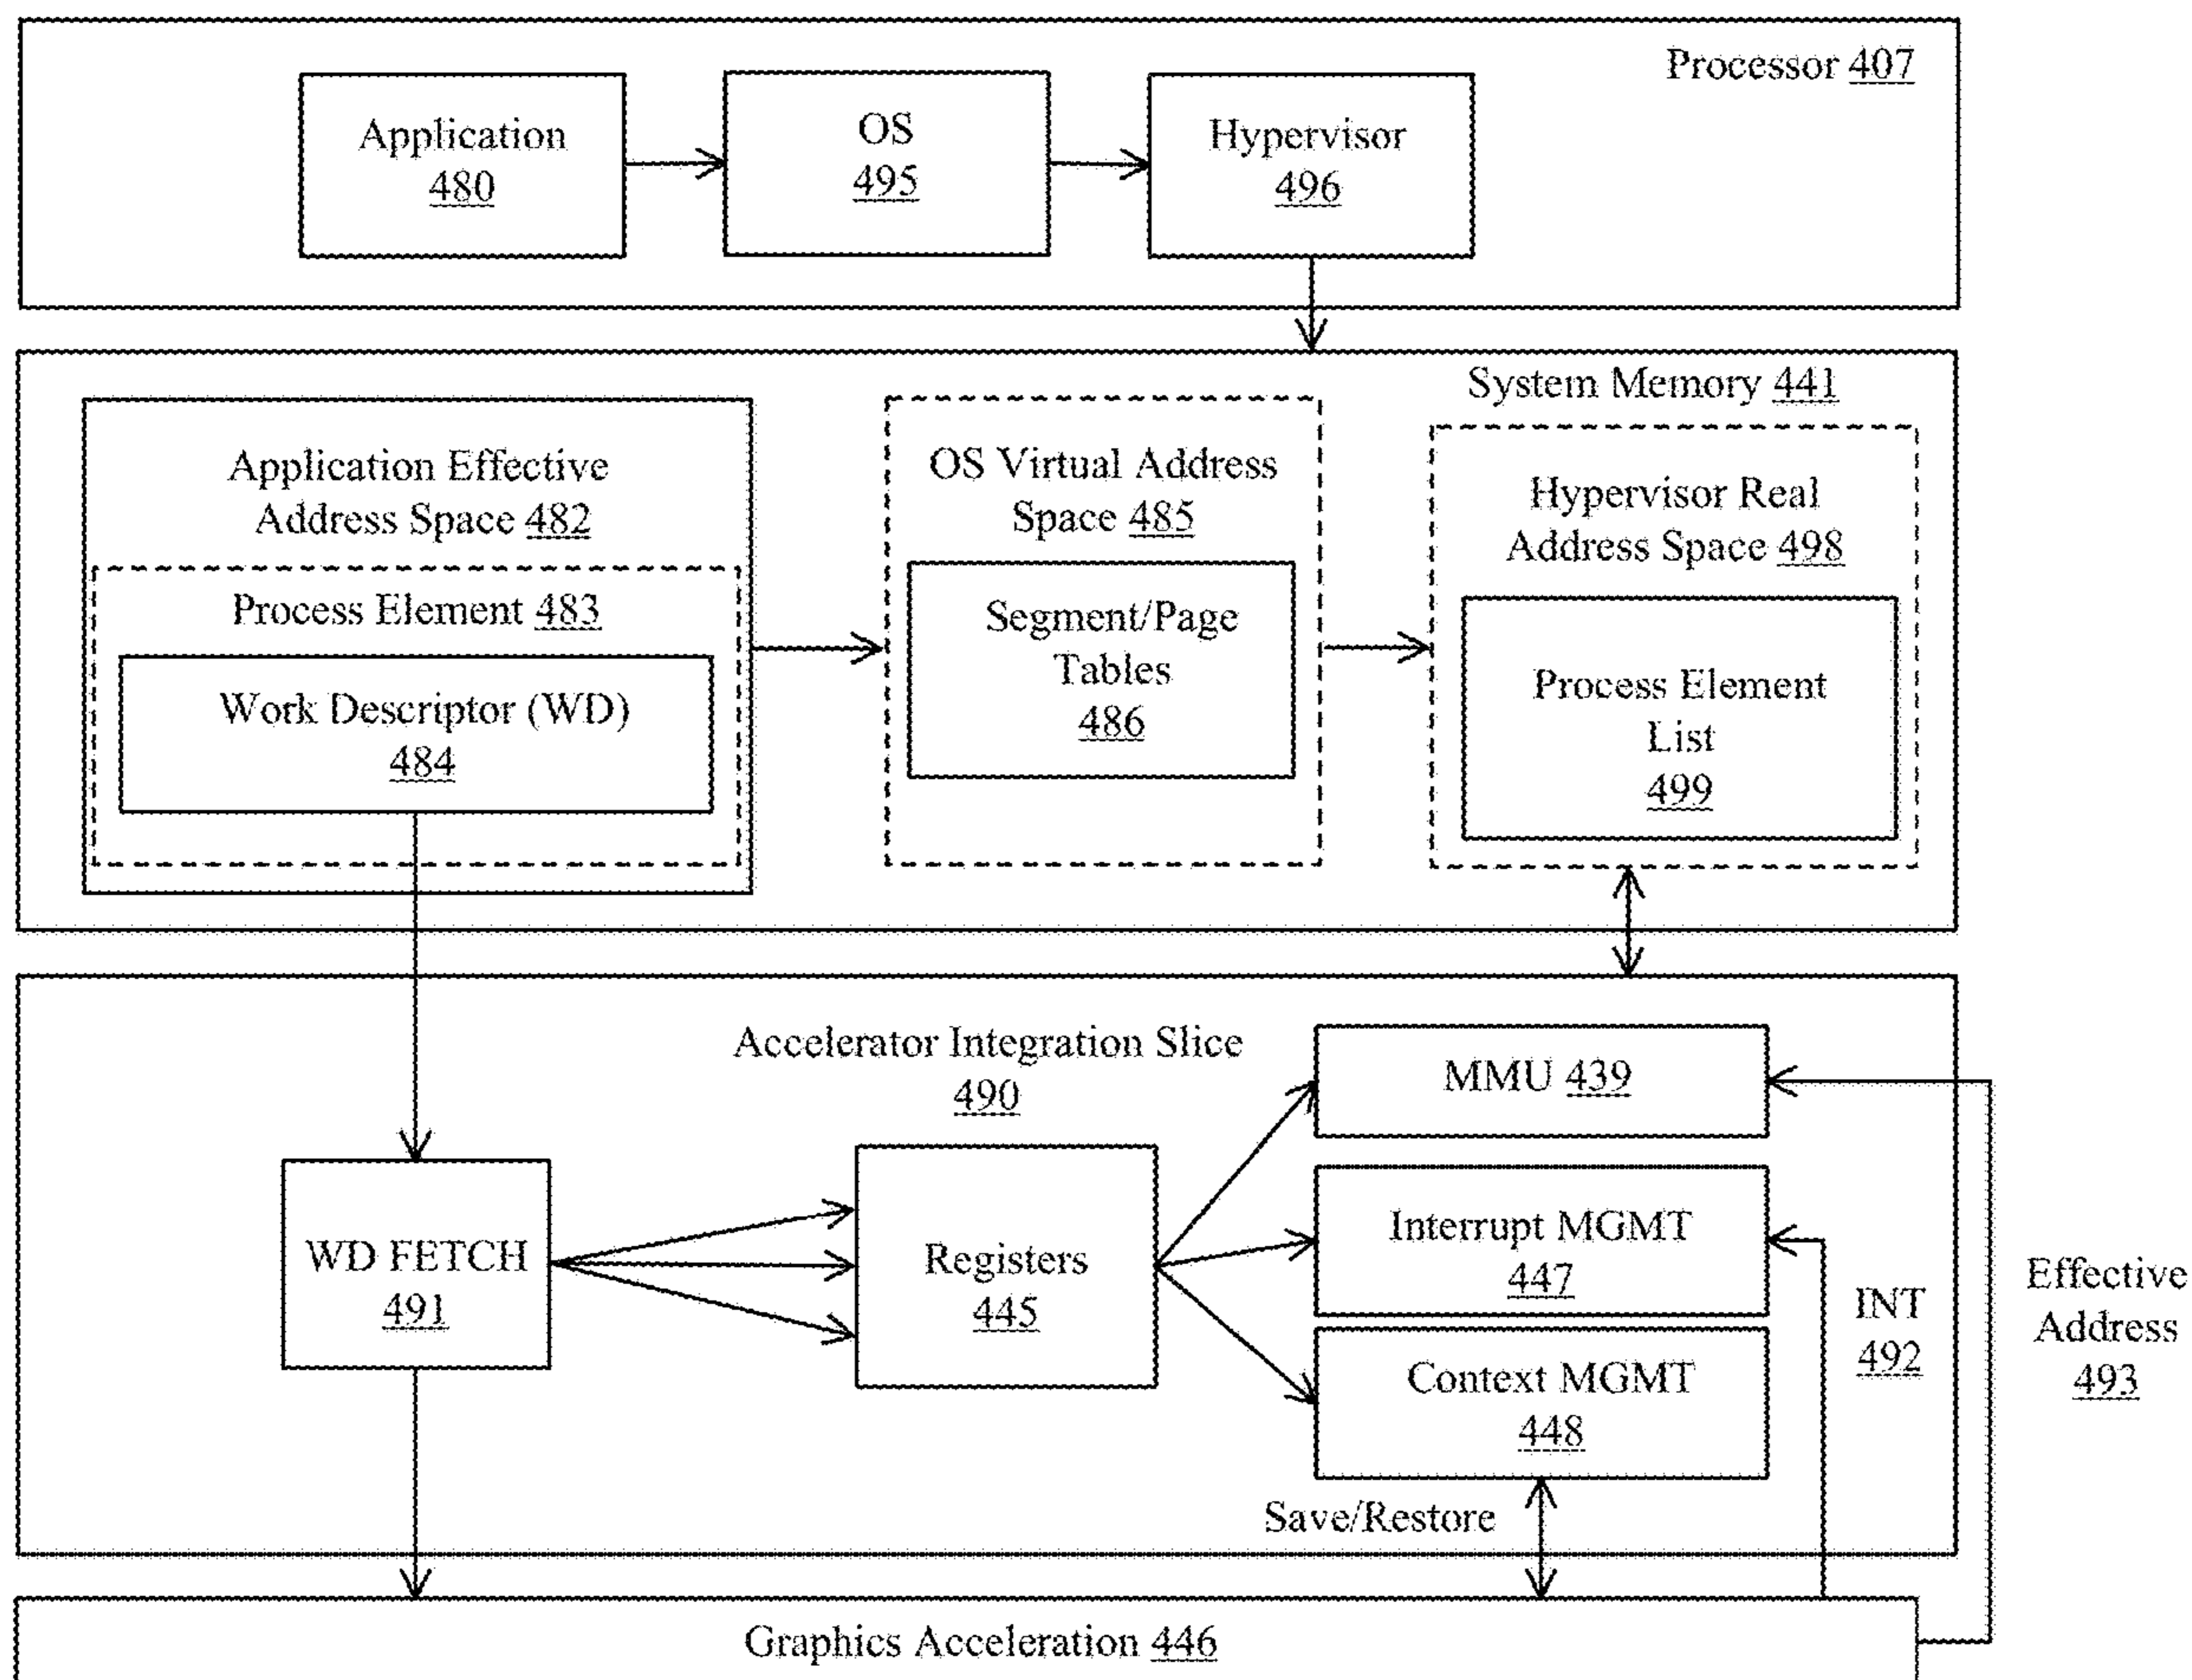 Processor 407
Application
480
OS
495
Hypervisor
496
System Memory 441
Application Effective
Address Space 482
Process Element 483
Work Descriptor (WD)
484
OS Virtual Address
Space 485
Segment/Page
Tables
486
Hypervisor Real
Address Space 498
Process Element
List
499
Accelerator Integration Slice
490
WD FETCH
491
Registers
445
MMU 439
Interrupt MGMT
447
Context MGMT
448
Save/Restore
INT
492
Effective
Address
493
Graphics Acceleration 446